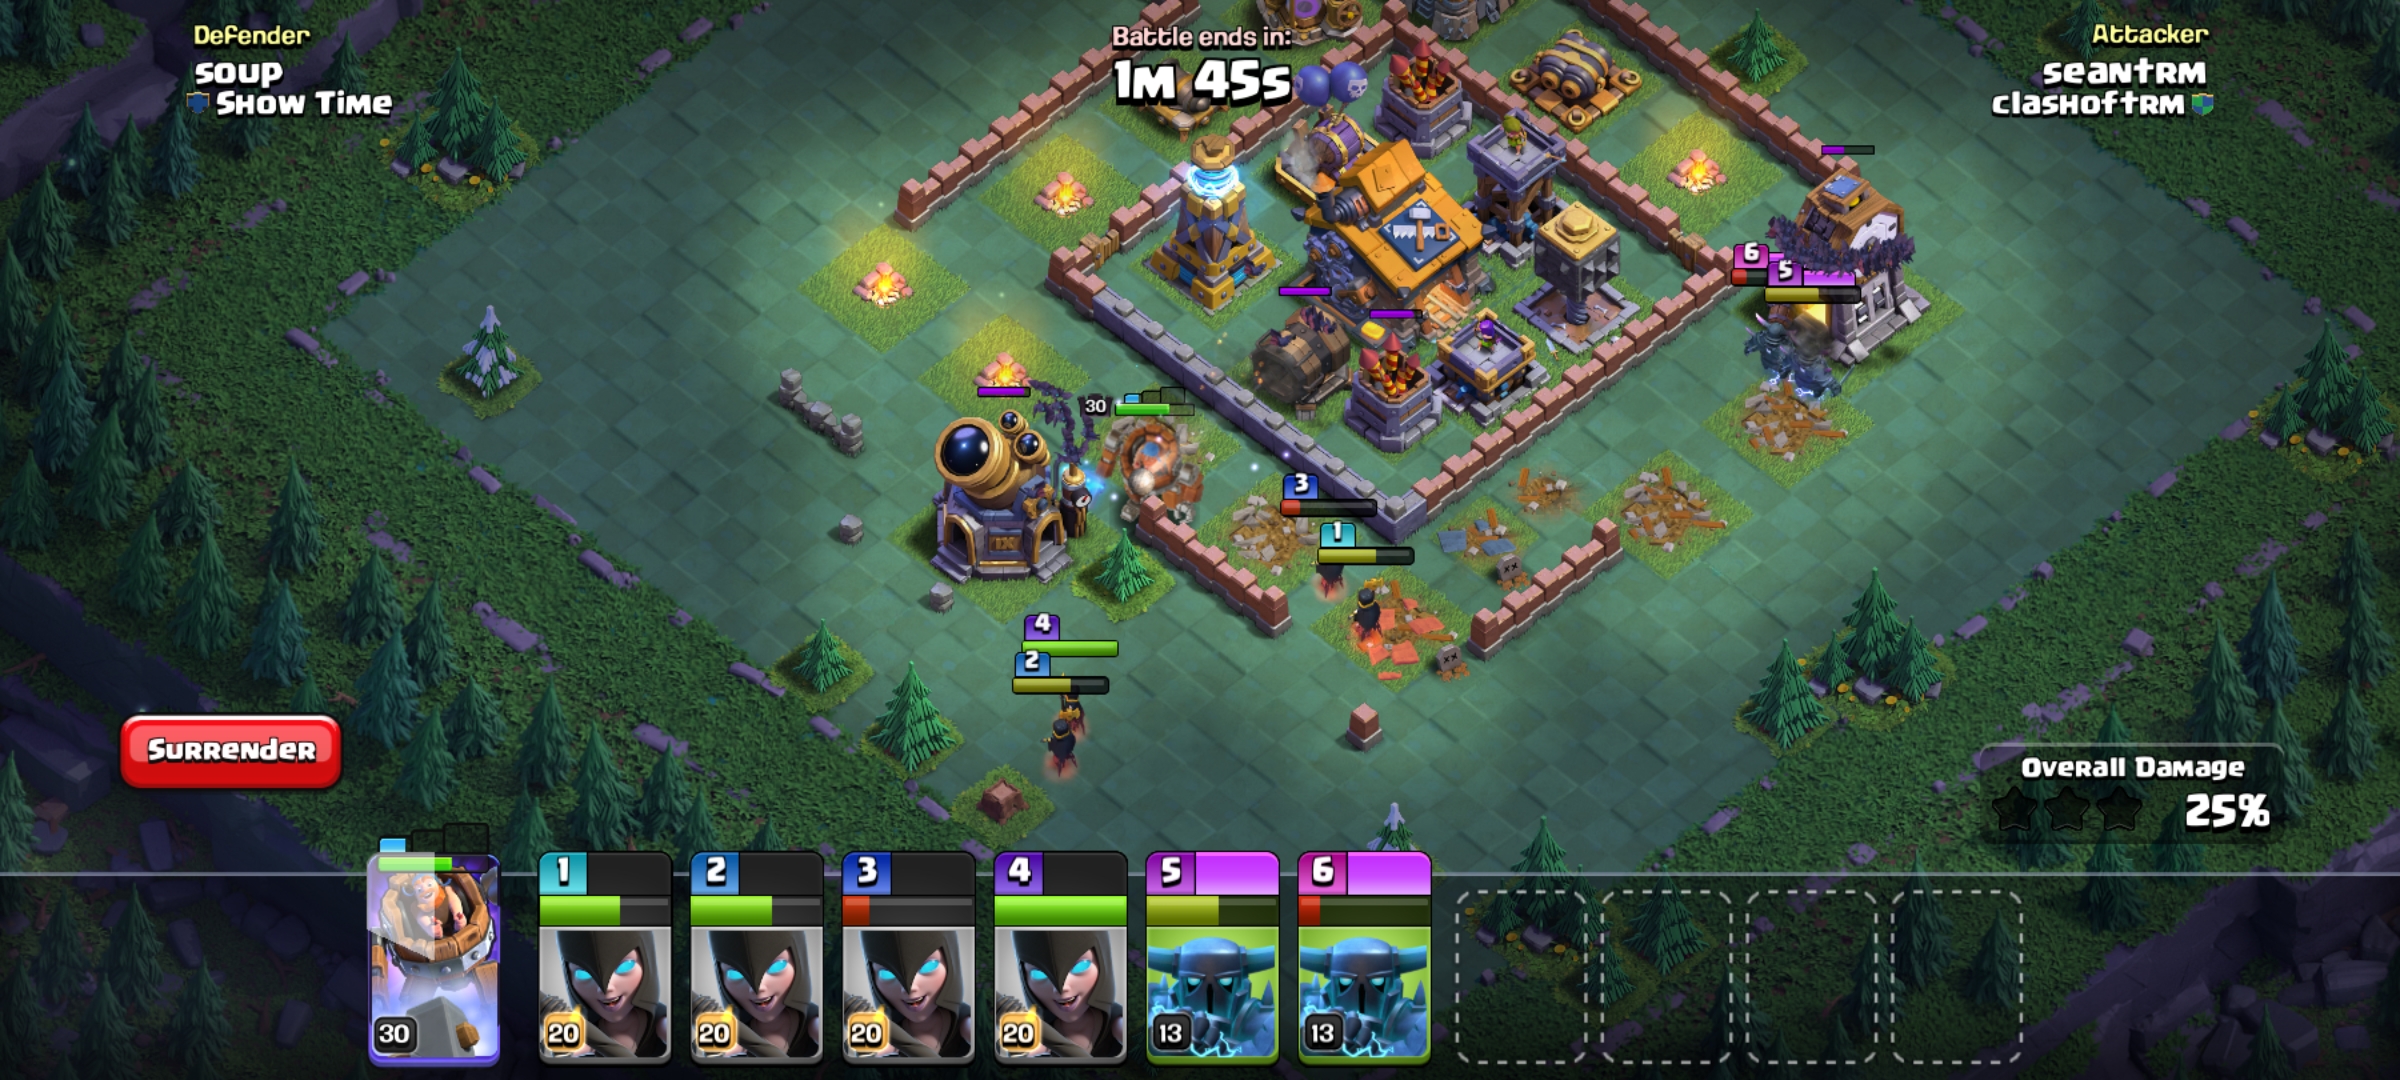 Defender
soup
Show Time
Battle ends in:
1M 45s
Attacker
seantrm
clashoftrm
6
5
30
3
1
4
2
IX
Surrender
Overall Damage
25%
1
2
3
4
5
6
30
20
20
20
20
13
13